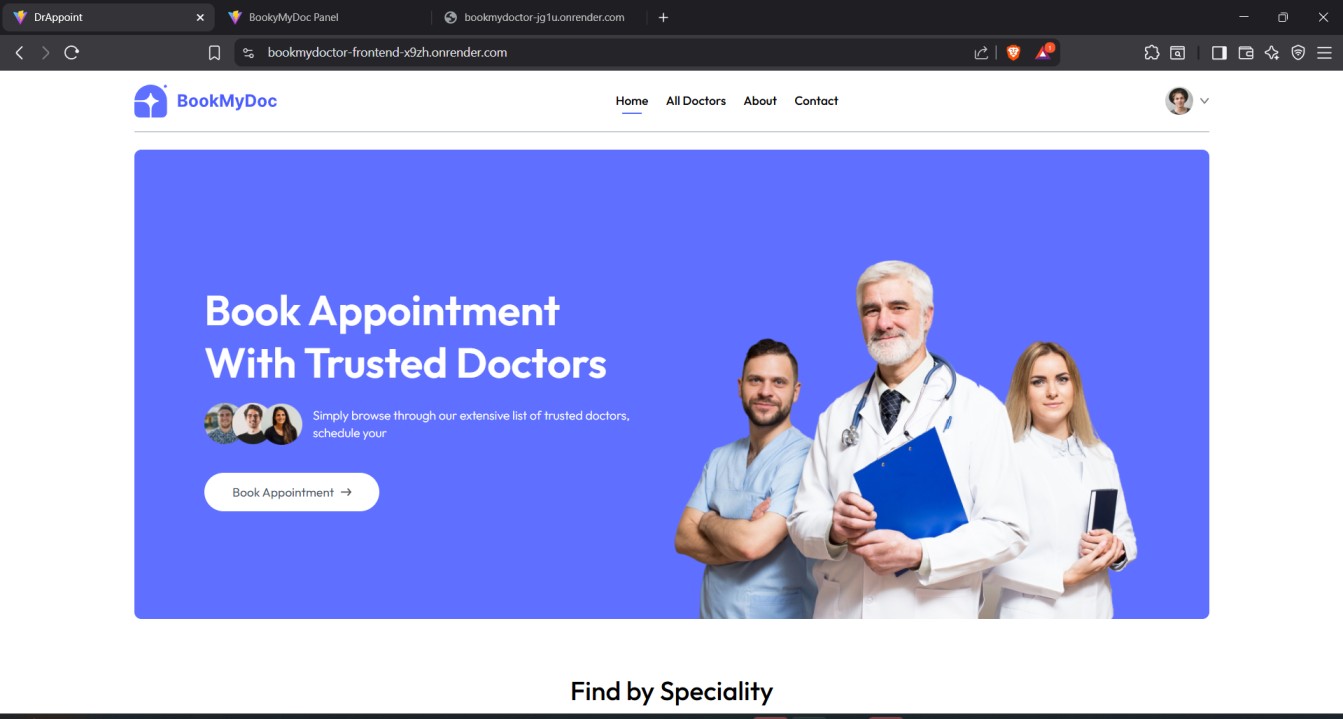 DrAppoint
BookyMyDoc Panel
bookmydoctor-jg1u.onrender.com
bookmydoctor-frontend-x9zh.onrender.com
1
BookMyDoc
Home
All Doctors
About
Contact
Book Appointment
With Trusted Doctors
Simply browse through our extensive list of trusted doctors,
schedule your
Book Appointment →
Find by Speciality